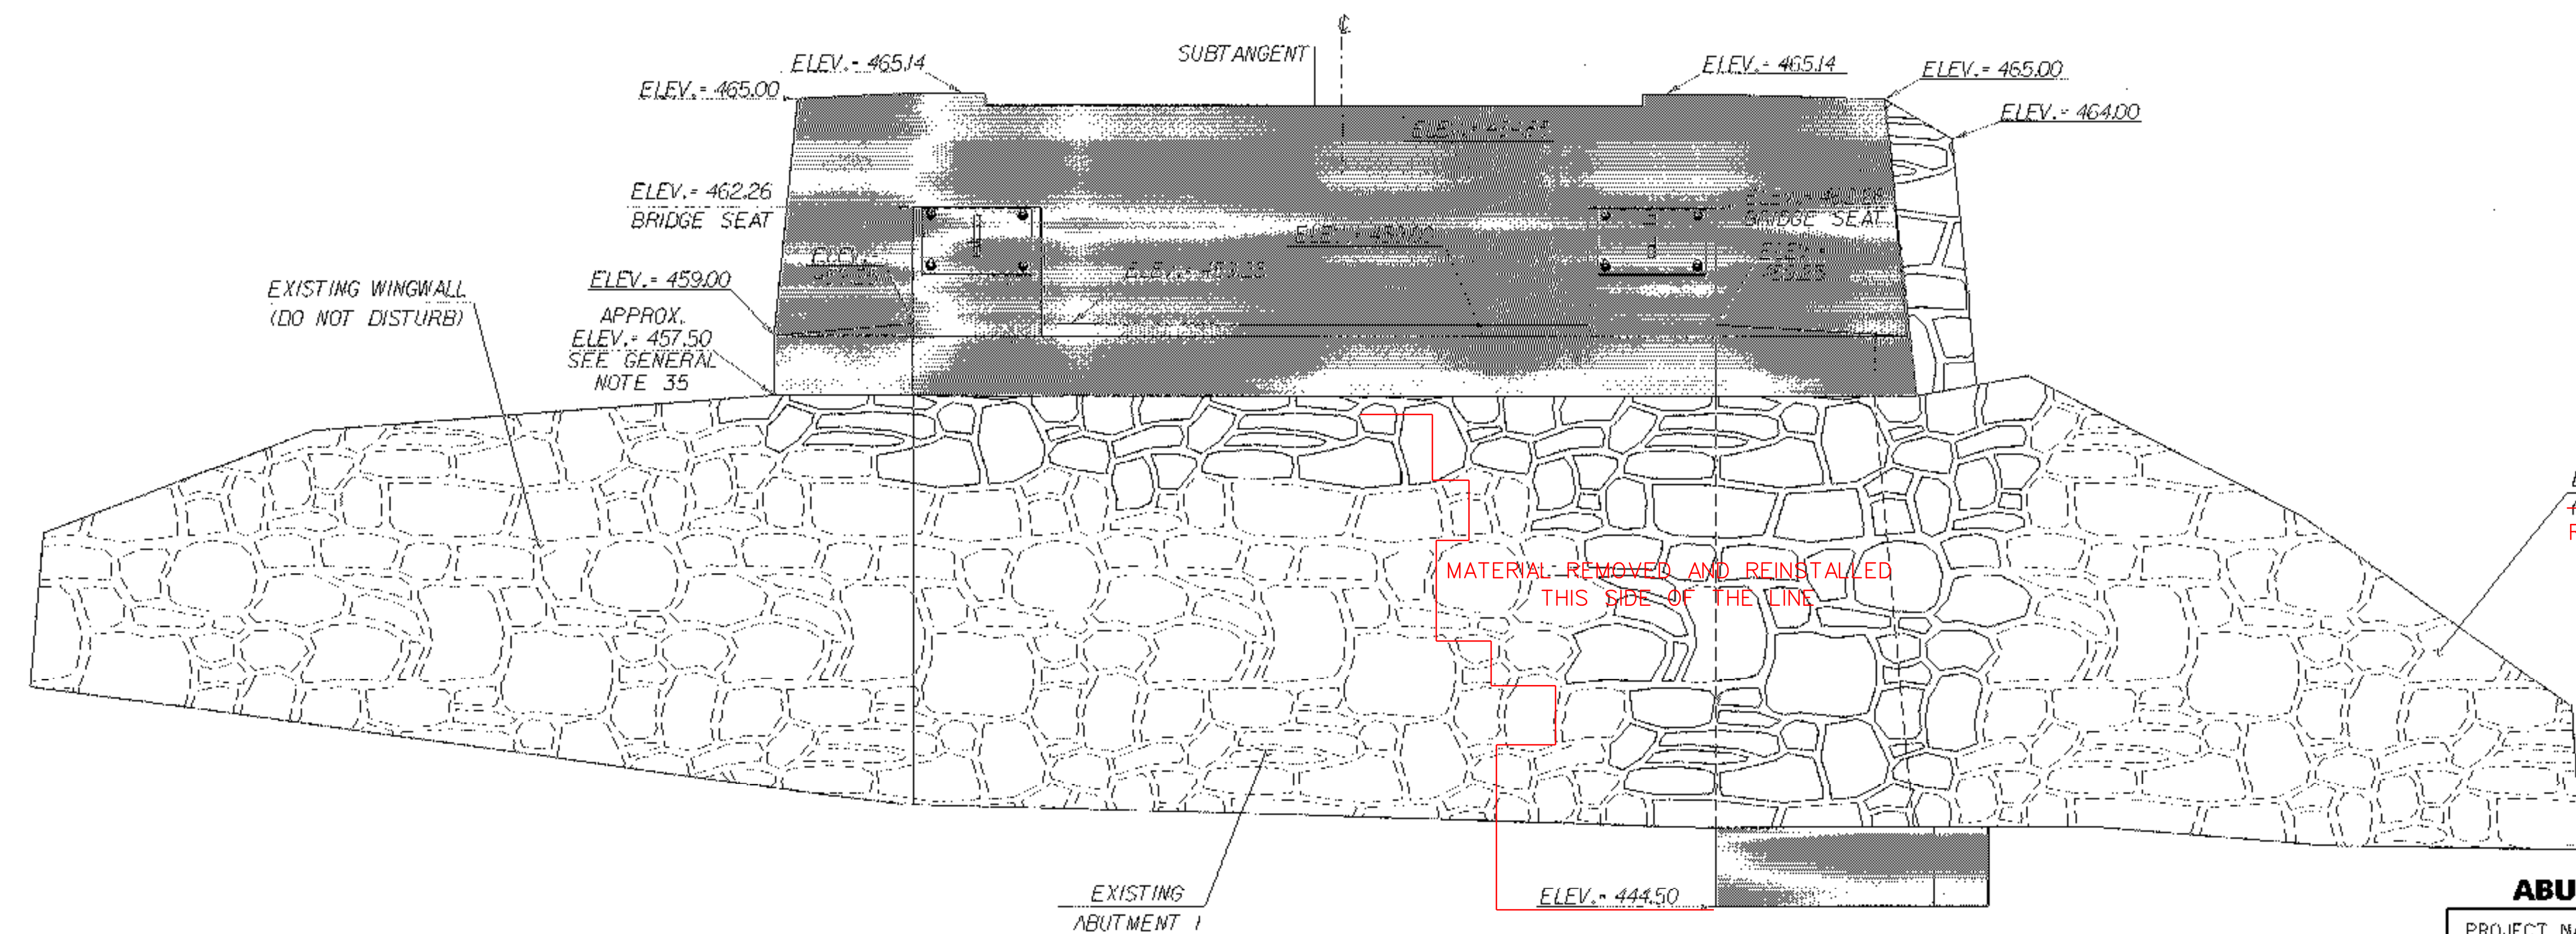 ℄
SUBTANGENT
ELEV.= 465.14
ELEV.= 465.00
ELEV.= 465.14
ELEV.= 465.00
ELEV.= 464.00
ELEV.= 462.26
BRIDGE SEAT
BRIDGE SEAT
ELEV.= 459.00
APPROX.
ELEV.= 457.50
SEE GENERAL
NOTE 35
EXISTING WINGWALL
(DO NOT DISTURB)
MATERIAL REMOVED AND REINSTALLED
THIS SIDE OF THE LINE
EXISTING
ABUTMENT 1
ELEV.= 444.50
ABU
PROJECT NA